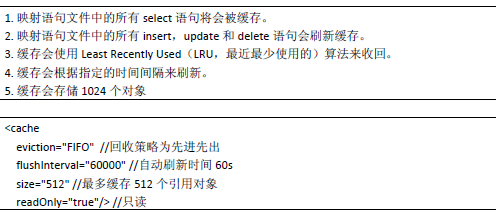 1. 映射语句文件中的所有 select 语句将会被缓存。
2. 映射语句文件中的所有 insert，update 和 delete 语句会刷新缓存。
3. 缓存会使用 Least Recently Used（LRU，最近最少使用的）算法来收回。
4. 缓存会根据指定的时间间隔来刷新。
5. 缓存会存储 1024 个对象
<cache
eviction="FIFO" //回收策略为先进先出
flushInterval="60000" //自动刷新时间 60s
size="512" //最多缓存 512 个引用对象
readOnly="true"/> //只读